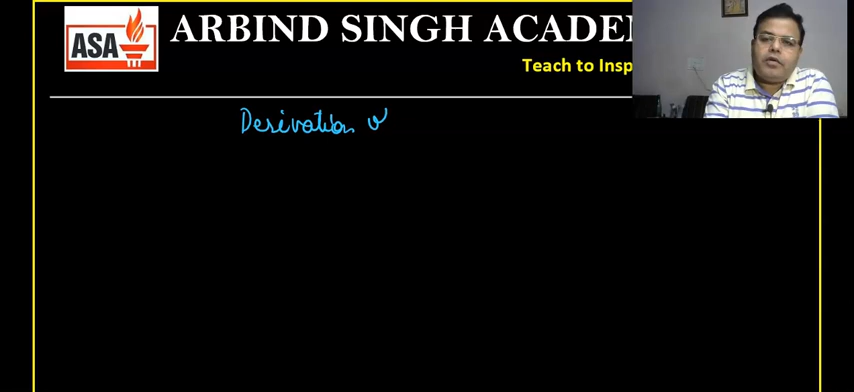 ASA
ARBIND SINGH ACADE
Teach to Insp
Derivation